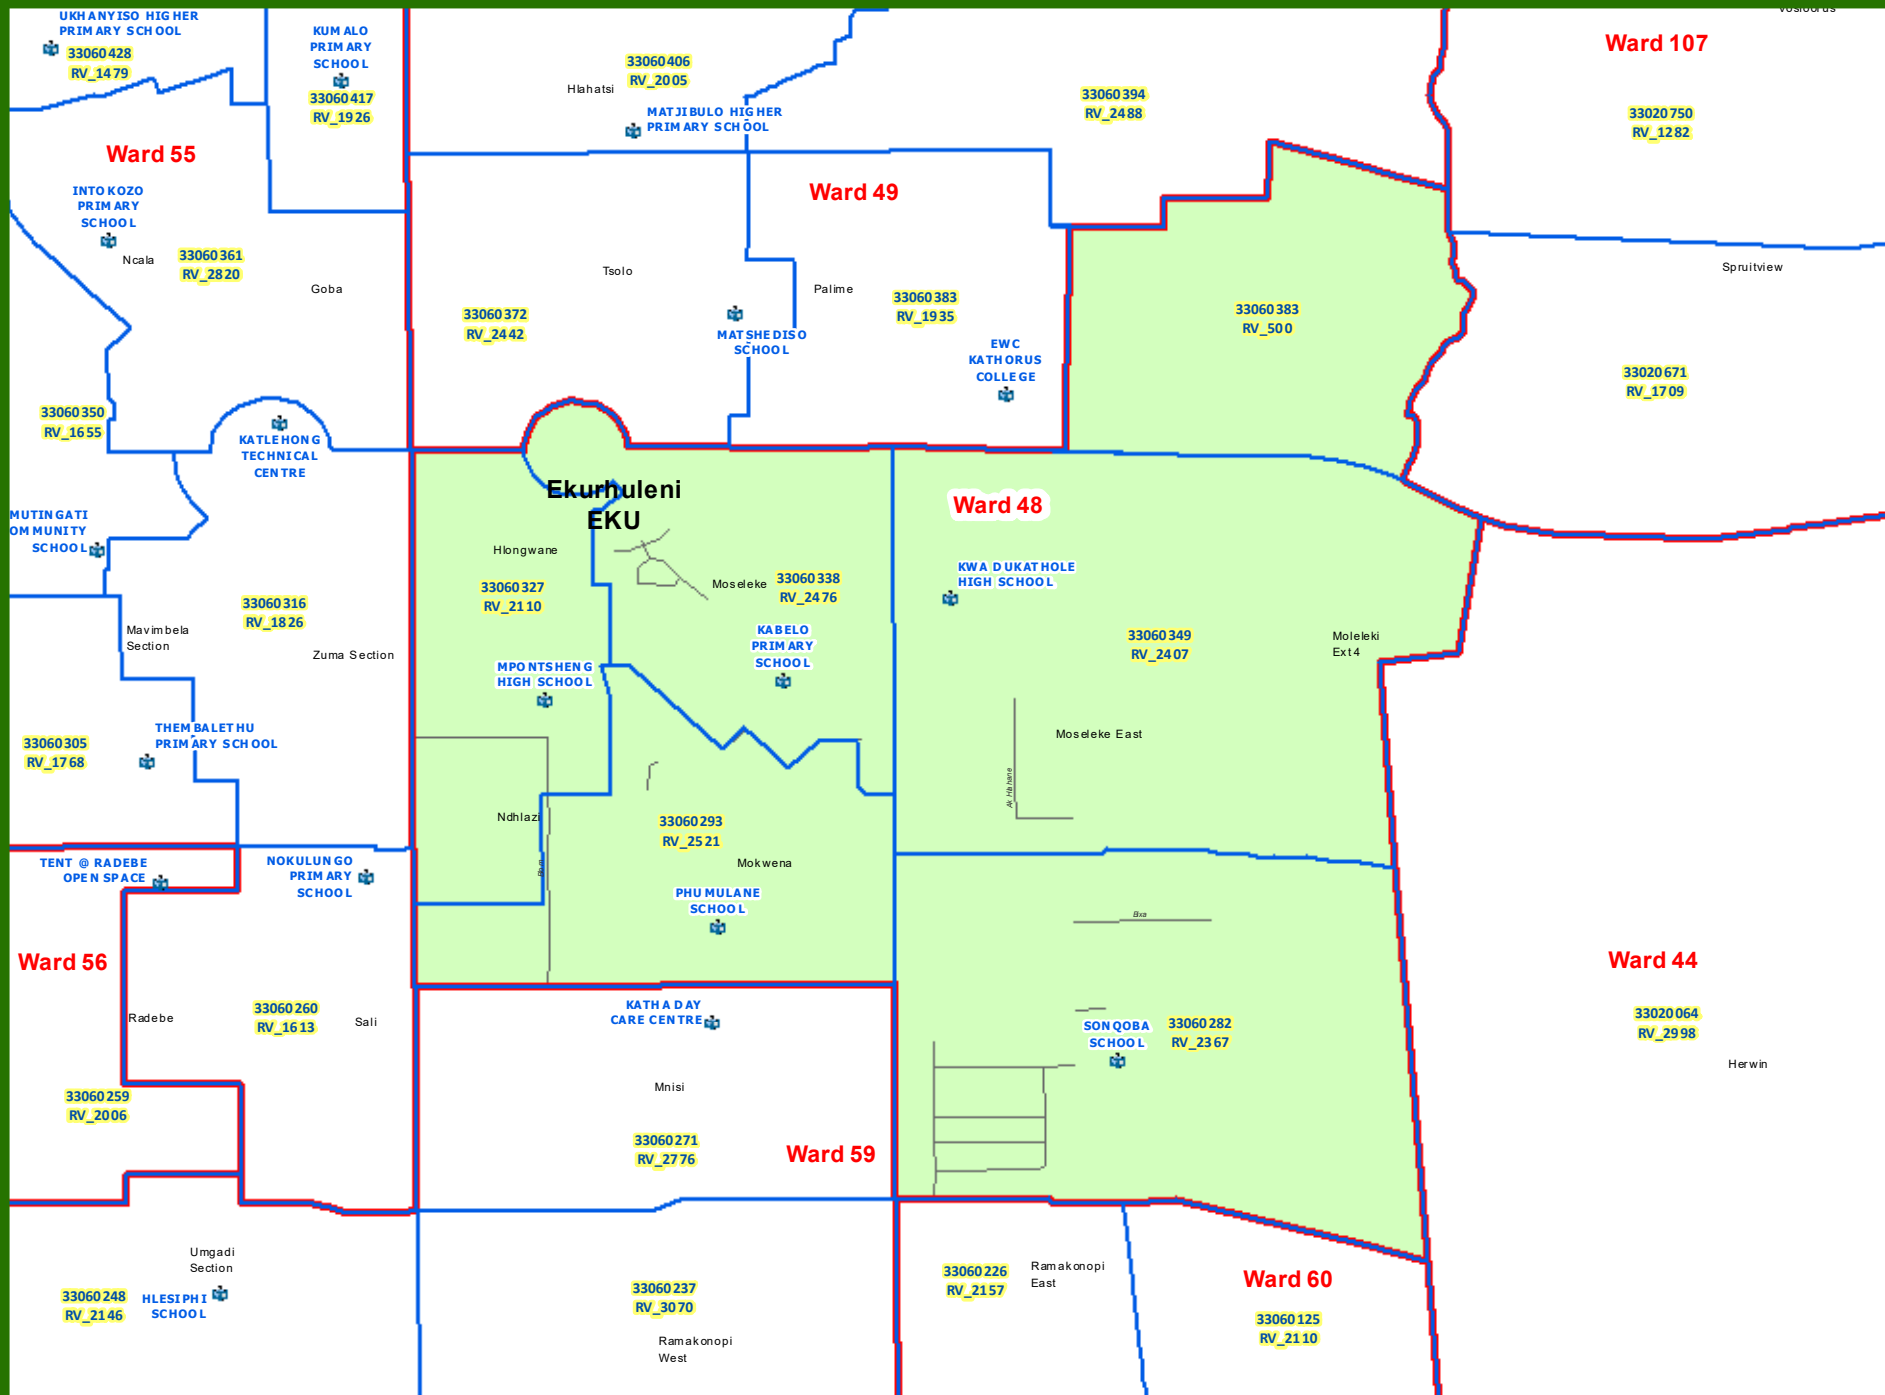 UKHANYISO HIGHER
PRIMARY SCHOOL
33060428
RV_1479
KUMALO
PRIMARY
SCHOOL
33060417
RV_1926
Hlahatsi
33060406
RV_2005
MATJIBULO HIGHER
PRIMARY SCHOOL
33060394
RV_2488
Vosloorus
Ward 107
33020750
RV_1282
Ward 55
INTOKOZO
PRIMARY
SCHOOL
Ncala
33060361
RV_2820
Goba
Ward 49
Tsolo
Palime
33060372
RV_2442
33060383
RV_1935
MATSHEDISO
SCHOOL
EWC
KATHORUS
COLLEGE
33060383
RV_500
Spruitview
33020671
RV_1709
33060350
RV_1655
KATLEHONG
TECHNICAL
CENTRE
MUTINGATI
OMMUNITY
SCHOOL
Ekurhuleni
EKU
Ward 48
Hlongwane
33060327
RV_2110
Moseleke
33060338
RV_2476
KWA DUKATHOLE
HIGH SCHOOL
33060316
RV_1826
Mavimbela
Section
Zuma Section
KABELO
PRIMARY
SCHOOL
MPONTSHENG
HIGH SCHOOL
33060349
RV_2407
Moleleki
Ext4
33060305
RV_1768
THEMBALETHU
PRIMARY SCHOOL
Moseleke East
Ak Hlahane
Ndhlazi
33060293
RV_2521
Mokwena
TENT @ RADEBE
OPEN SPACE
NOKULUNGO
PRIMARY
SCHOOL
PHUMULANE
SCHOOL
Bixa
Ward 56
33060260
RV_1613
Radebe
Sali
KATHA DAY
CARE CENTRE
SONQOBA
SCHOOL
33060282
RV_2367
Ward 44
33020064
RV_2998
Herwin
33060259
RV_2006
Mnisi
33060271
RV_2776
Ward 59
Umgadi
Section
33060248
RV_2146
HLESIPHI
SCHOOL
33060237
RV_3070
Ramakonopi
West
33060226
RV_2157
Ramakonopi
East
Ward 60
33060125
RV_2110